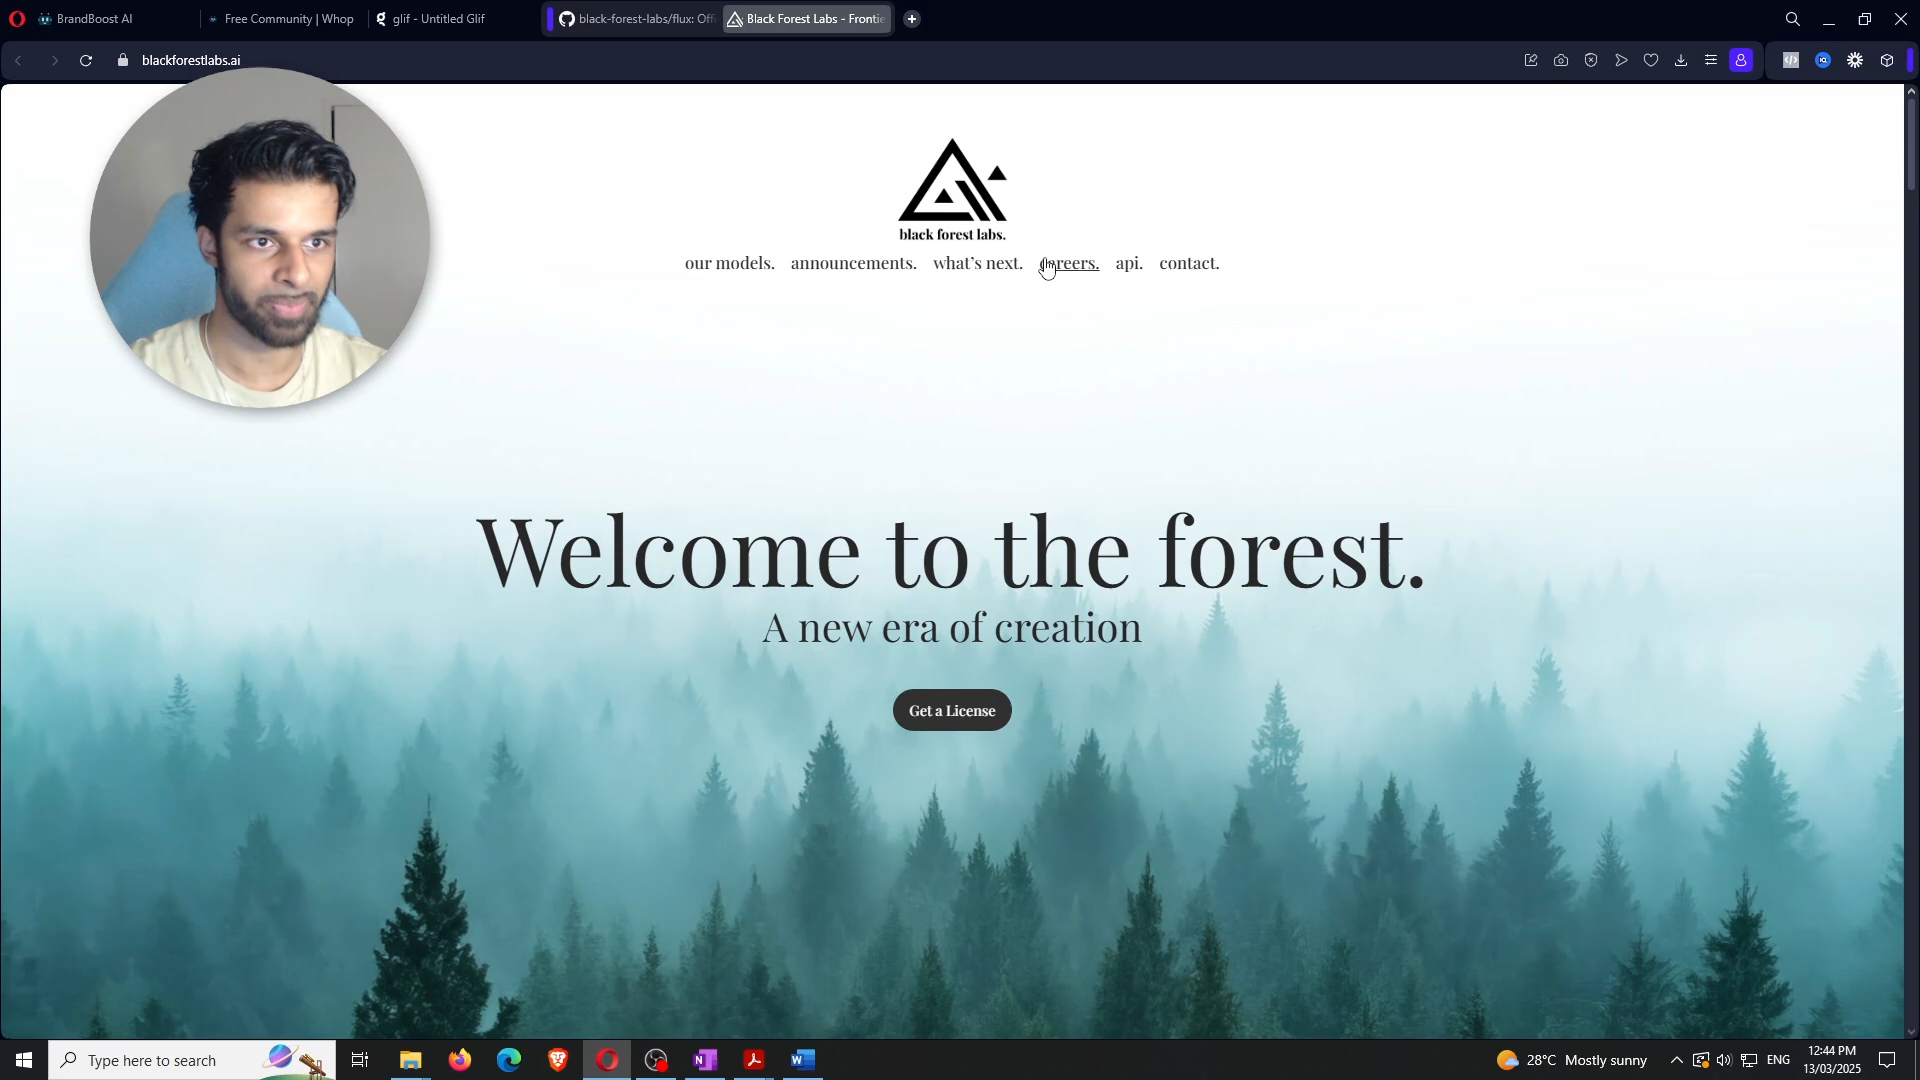 BrandBoost AI
Free Community | Whop
glif - Untitled Glif
black-forest-labs/flux: Off
Black Forest Labs - Frontie
blackforestlabs.ai
black forest labs.
our models. announcements. what's next. careers. api. contact.
Welcome to the forest.
A new era of creation
Get a License
Type here to search
28°C Mostly sunny
ENG
12:44 PM
13/03/2025